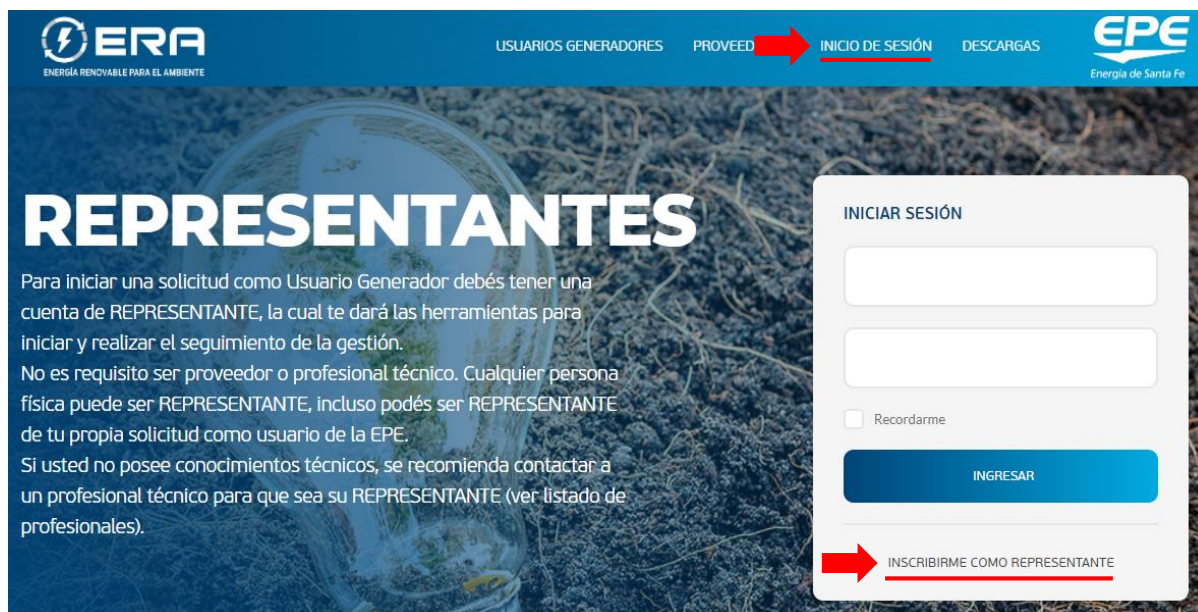 ERA
ENERGÍA RENOVABLE PARA EL AMBIENTE
USUARIOS GENERADORES
INICIO DE SESIÓN
DESCARGAS
EPE
Energía de Santa Fe
REPRESENTANTES
Para iniciar una solicitud como Usuario Generador debés tener una
cuenta de REPRESENTANTE, la cual te dará las herramientas para
iniciar y realizar el seguimiento de la gestión.
No es requisito ser proveedor o profesional técnico. Cualquier persona
física puede ser REPRESENTANTE, incluso podés ser REPRESENTANTE
de tu propia solicitud como usuario de la EPE.
Si usted no posee conocimientos técnicos, se recomienda contactar a
un profesional técnico para que sea su REPRESENTANTE (ver listado de
profesionales).
INICIAR SESIÓN
Recordarme
INGRESAR
INSCRIBIRME COMO REPRESENTANTE